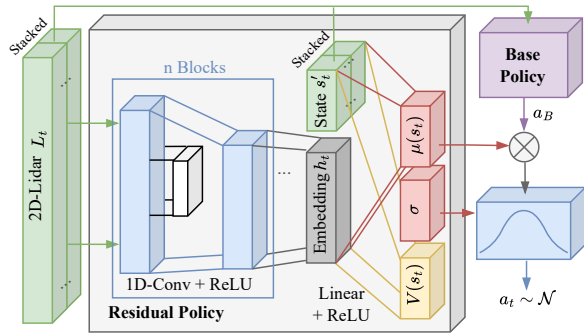 Stacked
2D-Lidar L_t
n Blocks
1D-Conv + ReLU
Residual Policy
...
Embedding h_t
Stacked
State s'_t
Linear
+ ReLU
μ(s_t)
σ
V(s_t)
Base
Policy
a_B
a_t ~ 𝒩